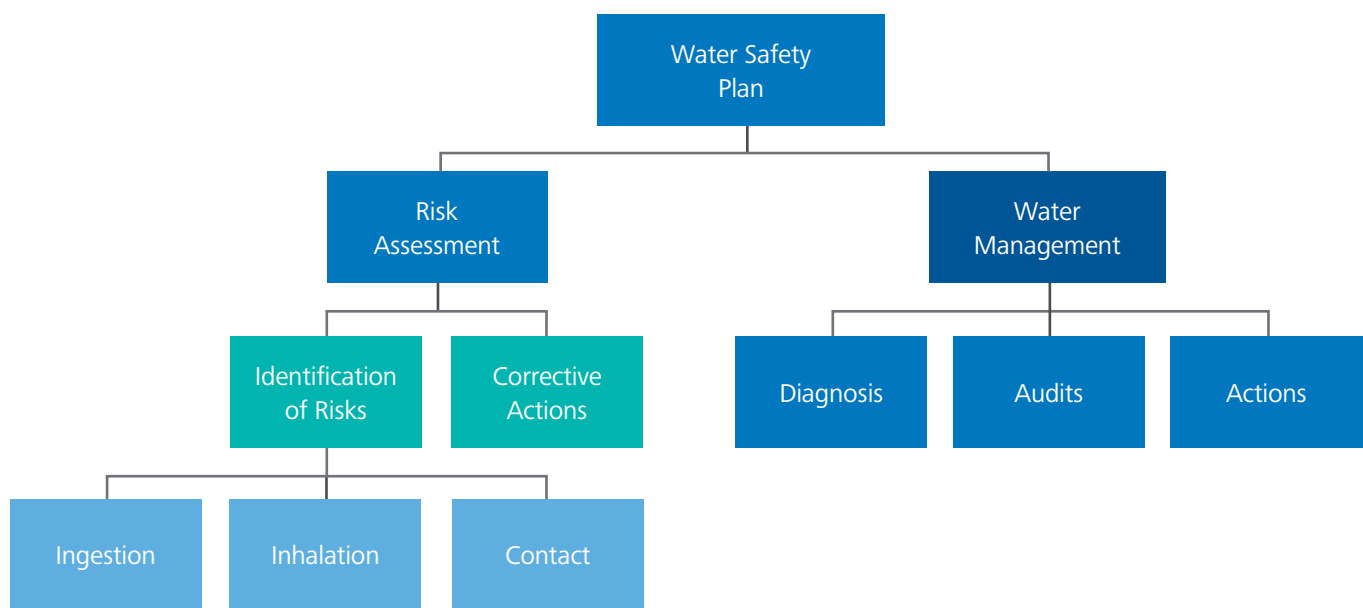 Water Safety
Plan
Risk
Assessment
Water
Management
Identification
of Risks
Corrective
Actions
Diagnosis
Audits
Actions
Ingestion
Inhalation
Contact